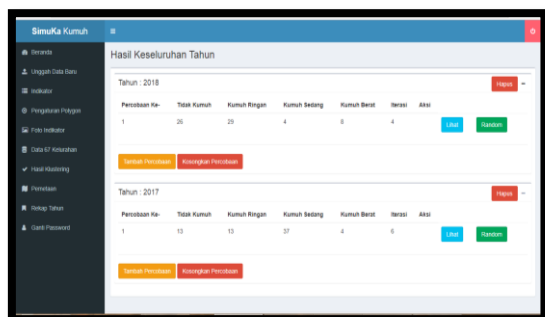 SimuKa Kumuh
Beranda
Unggah Data Baru
Indikator
Pengaturan Polygon
Foto Indikator
Data 67 Kelurahan
Hasil Klustering
Pemetaan
Rekap Tahun
Ganti Password
Hasil Keseluruhan Tahun
Tahun : 2018
Hapus
Percobaan Ke- Tidak Kumuh Kumuh Ringan Kumuh Sedang Kumuh Berat Iterasi Aksi
1 26 29 4 8 4 Lihat Random
Tambah Percobaan Kosongkan Percobaan
Tahun : 2017
Hapus
Percobaan Ke- Tidak Kumuh Kumuh Ringan Kumuh Sedang Kumuh Berat Iterasi Aksi
1 13 13 37 4 6 Lihat Random
Tambah Percobaan Kosongkan Percobaan